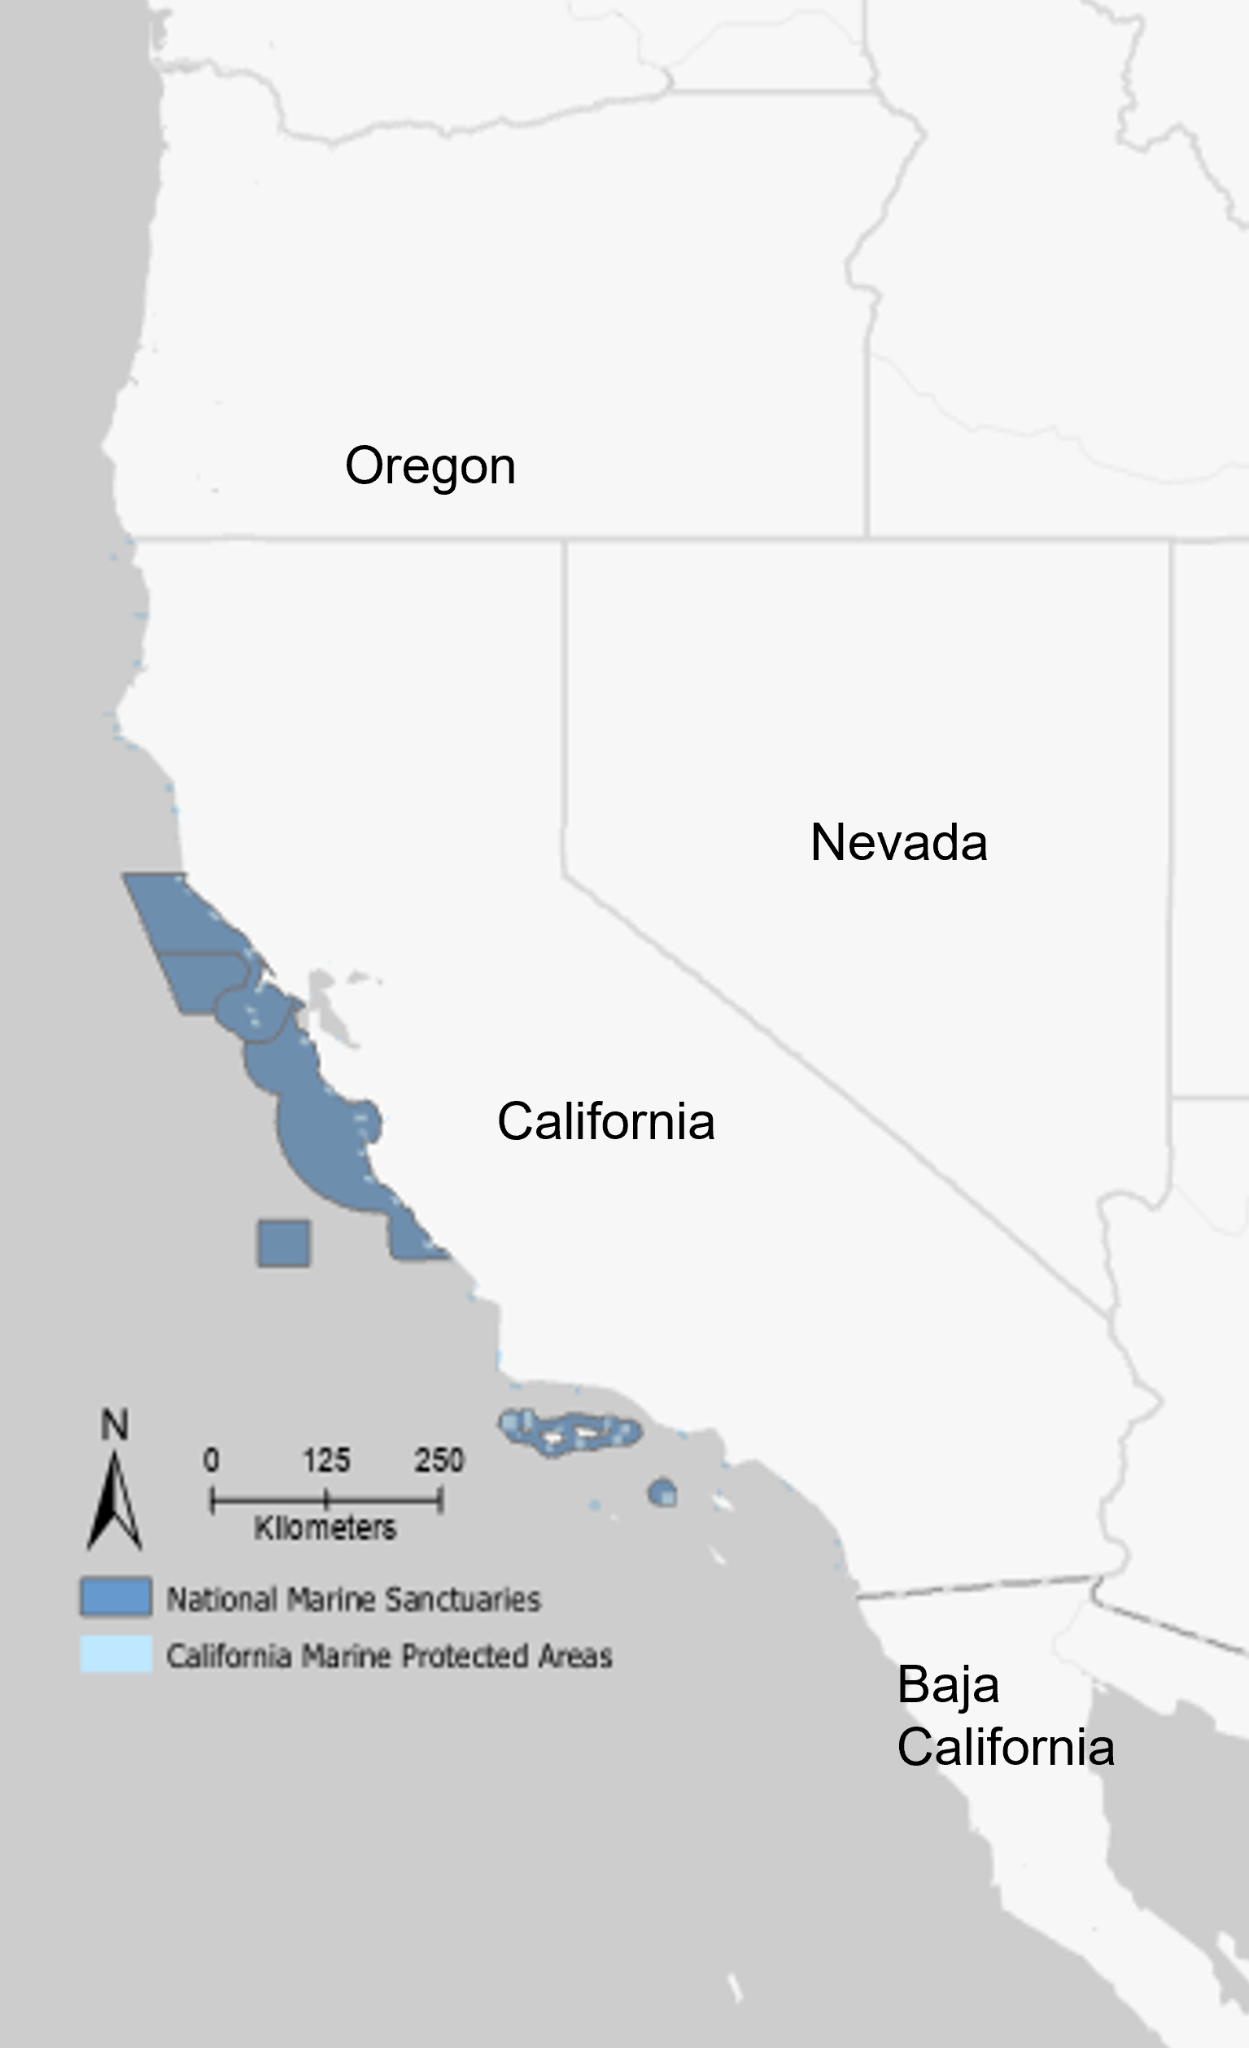 Oregon
Nevada
California
N
0 125 250
Kilometers
National Marine Sanctuaries
California Marine Protected Areas
Baja
California